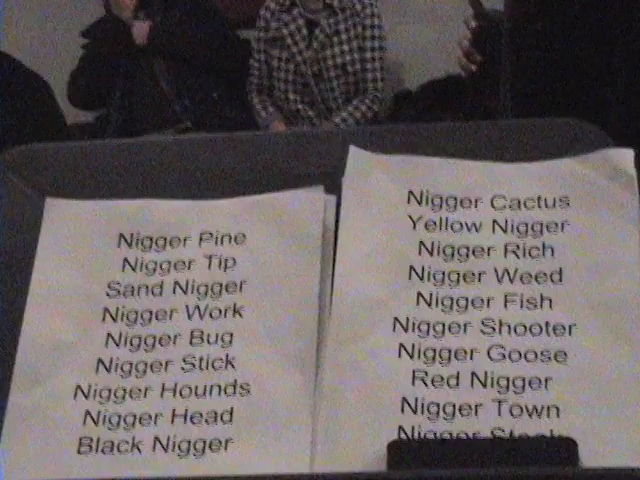 Nigger Pine
Nigger Tip
Sand Nigger
Nigger Work
Nigger Bug
Nigger Stick
Nigger Hounds
Nigger Head
Black Nigger
Nigger Cactus
Yellow Nigger
Nigger Rich
Nigger Weed
Nigger Fish
Nigger Shooter
Nigger Goose
Red Nigger
Nigger Town
Nigger